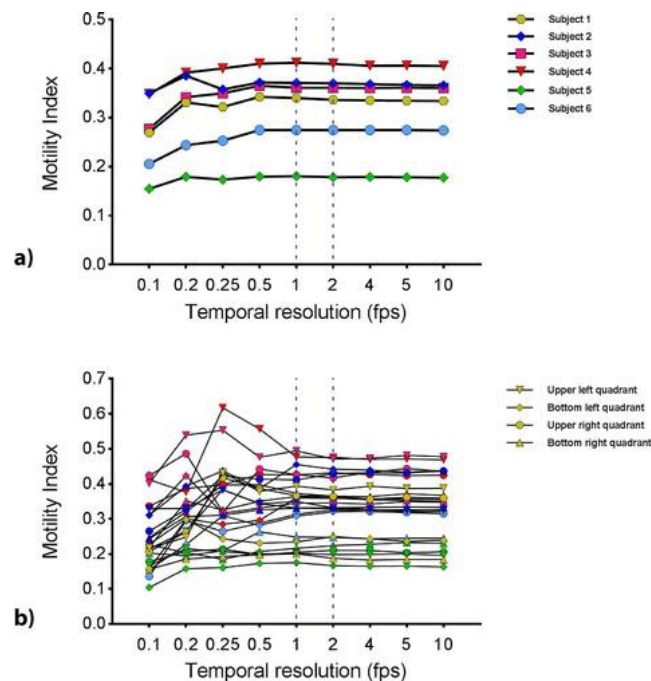 0.5
0.4
0.3
0.2
0.1
0.0
Motility Index
0.1 0.2 0.25 0.5 1 2 4 5 10
Temporal resolution (fps)
Subject 1
Subject 2
Subject 3
Subject 4
Subject 5
Subject 6
a)
0.7
0.6
0.5
0.4
0.3
0.2
0.1
0.0
Motility Index
0.1 0.2 0.25 0.5 1 2 4 5 10
Temporal resolution (fps)
Upper left quadrant
Bottom left quadrant
Upper right quadrant
Bottom right quadrant
b)